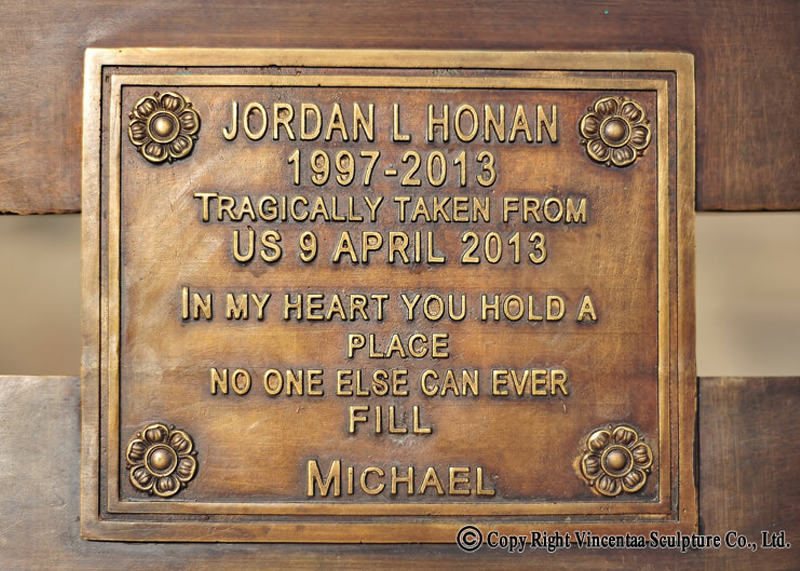 JORDAN L HONAN
1997-2013
TRAGICALLY TAKEN FROM
US 9 APRIL 2013
IN MY HEART YOU HOLD A
PLACE
NO ONE ELSE CAN EVER
FILL
MICHAEL
© Copy Right Vincentaa Sculpture Co., Ltd.